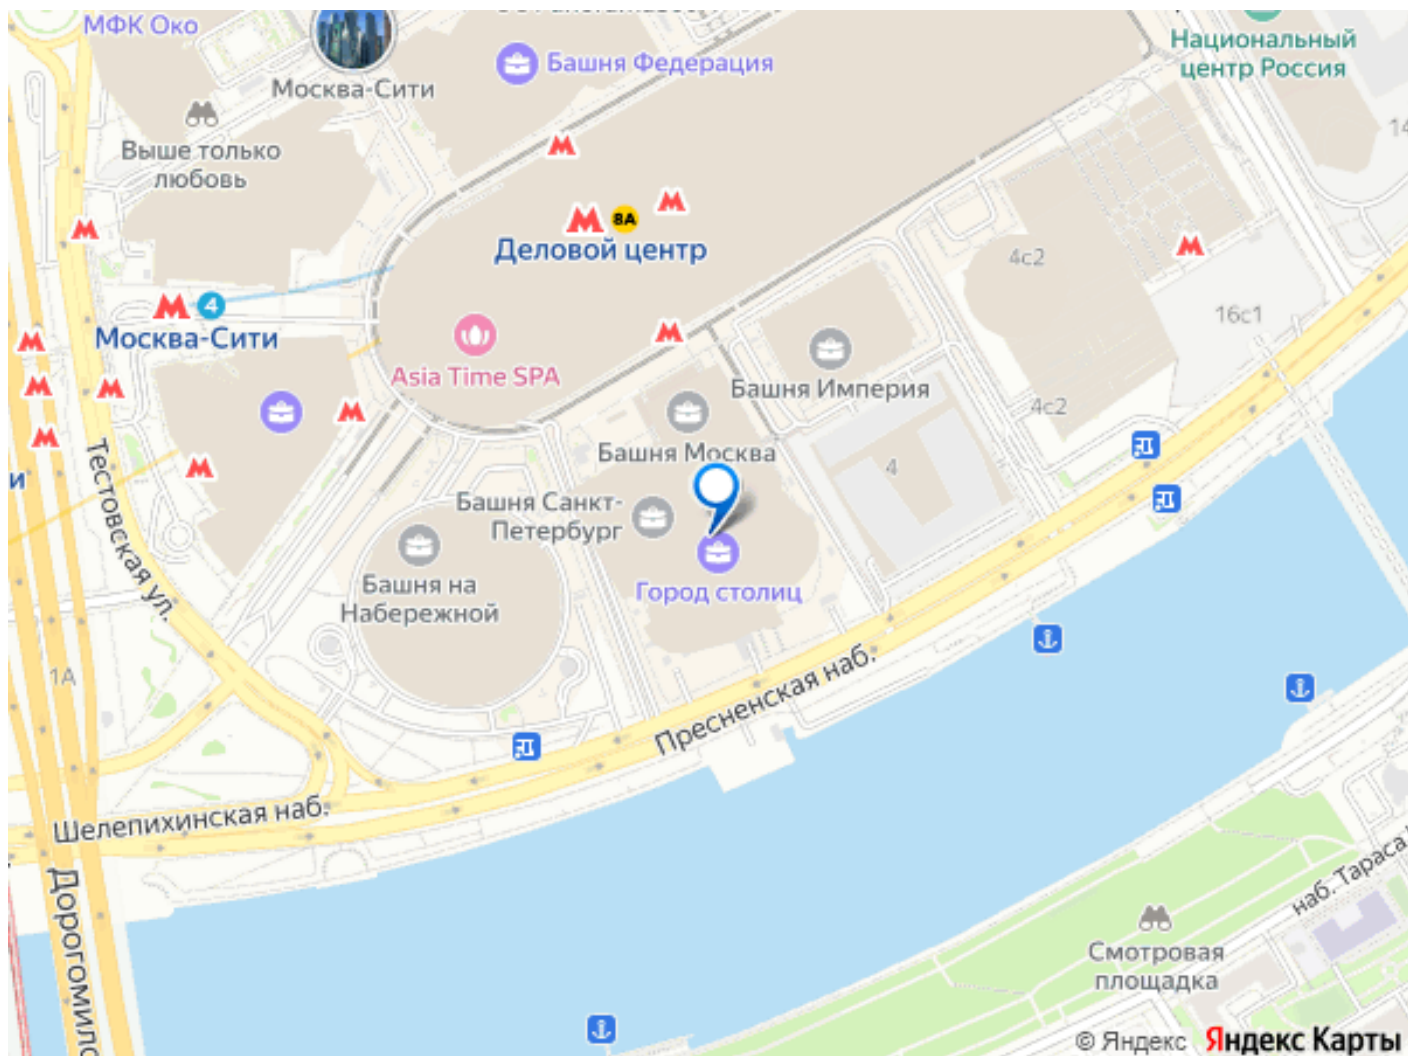 МФК Око
Башня Федерация
Национальный
центр Россия
Москва-Сити
14
Выше только
любовь
8А
Деловой центр
4с2
4
Москва-Сити
16с1
Asia Time SPA
Башня Империя
4с2
Башня Москва
4
и
Тестовская ул.
Башня Санкт-
Петербург
Башня на
Набережной
Город столиц
1А
Пресненская наб.
Шелепихинская наб.
Дорогомило
наб. Тараса
Смотровая
площадка
© Яндекс Яндекс Карты